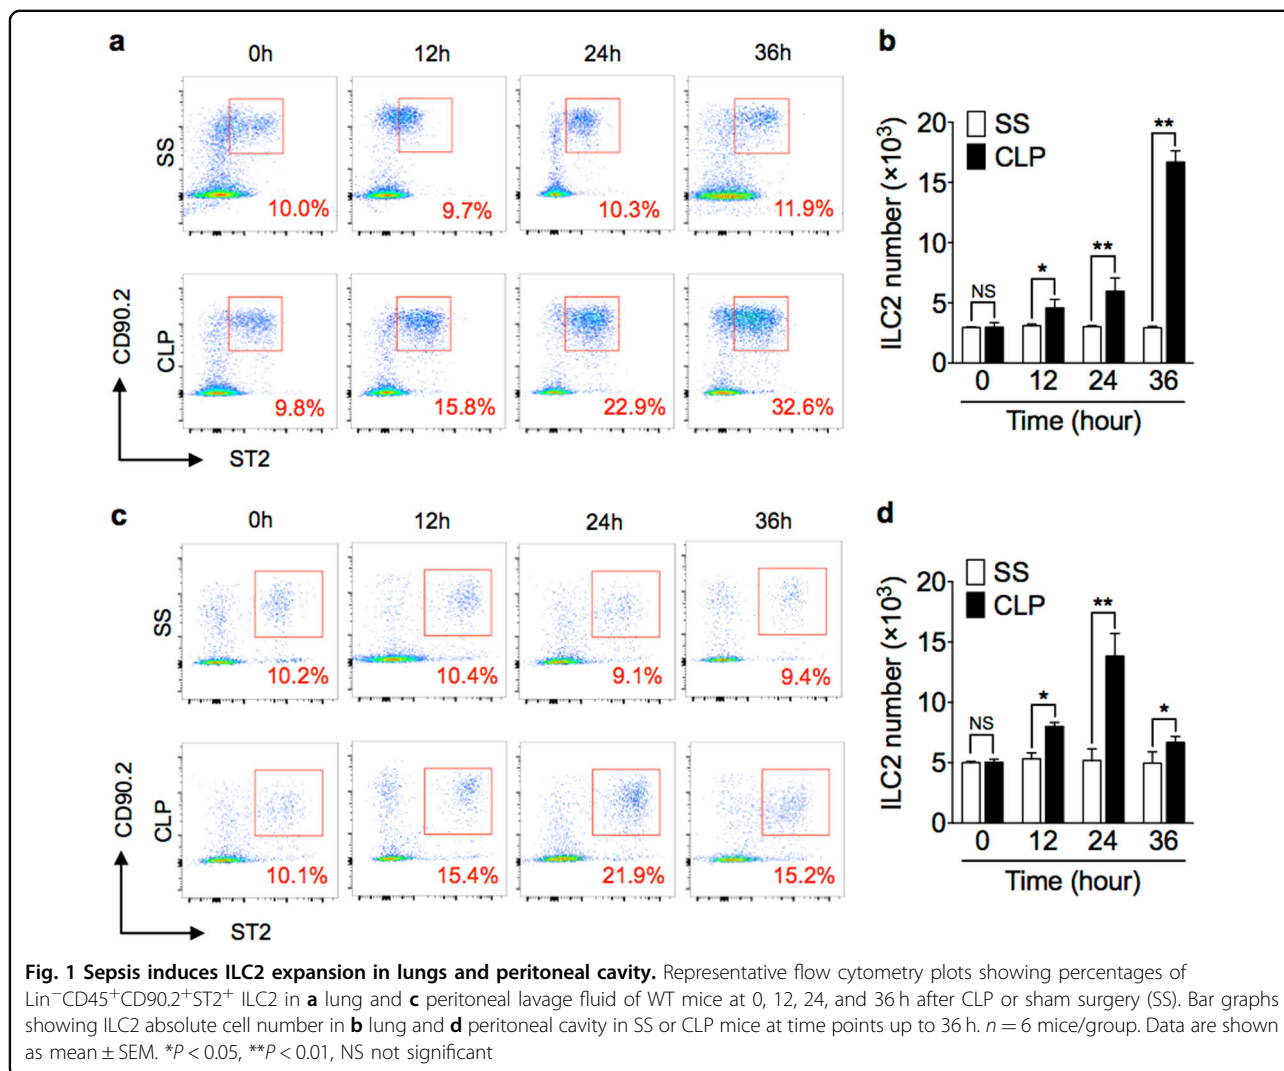 a
0h 12h 24h 36h
SS
10.0% 9.7% 10.3% 11.9%
CD90.2
CLP
9.8% 15.8% 22.9% 32.6%
ST2
b
SS
CLP
ILC2 number (×10³)
20
15
10
5
0
NS * ** **
0 12 24 36
Time (hour)
c
0h 12h 24h 36h
SS
10.2% 10.4% 9.1% 9.4%
CD90.2
CLP
10.1% 15.4% 21.9% 15.2%
ST2
d
SS
CLP
ILC2 number (×10³)
20
15
10
5
0
NS * ** *
0 12 24 36
Time (hour)
Fig. 1 Sepsis induces ILC2 expansion in lungs and peritoneal cavity. Representative flow cytometry plots showing percentages of
Lin⁻CD45⁺CD90.2⁺ST2⁺ ILC2 in a lung and c peritoneal lavage fluid of WT mice at 0, 12, 24, and 36 h after CLP or sham surgery (SS). Bar graphs
showing ILC2 absolute cell number in b lung and d peritoneal cavity in SS or CLP mice at time points up to 36 h. n = 6 mice/group. Data are shown
as mean ± SEM. *P < 0.05, **P < 0.01, NS not significant